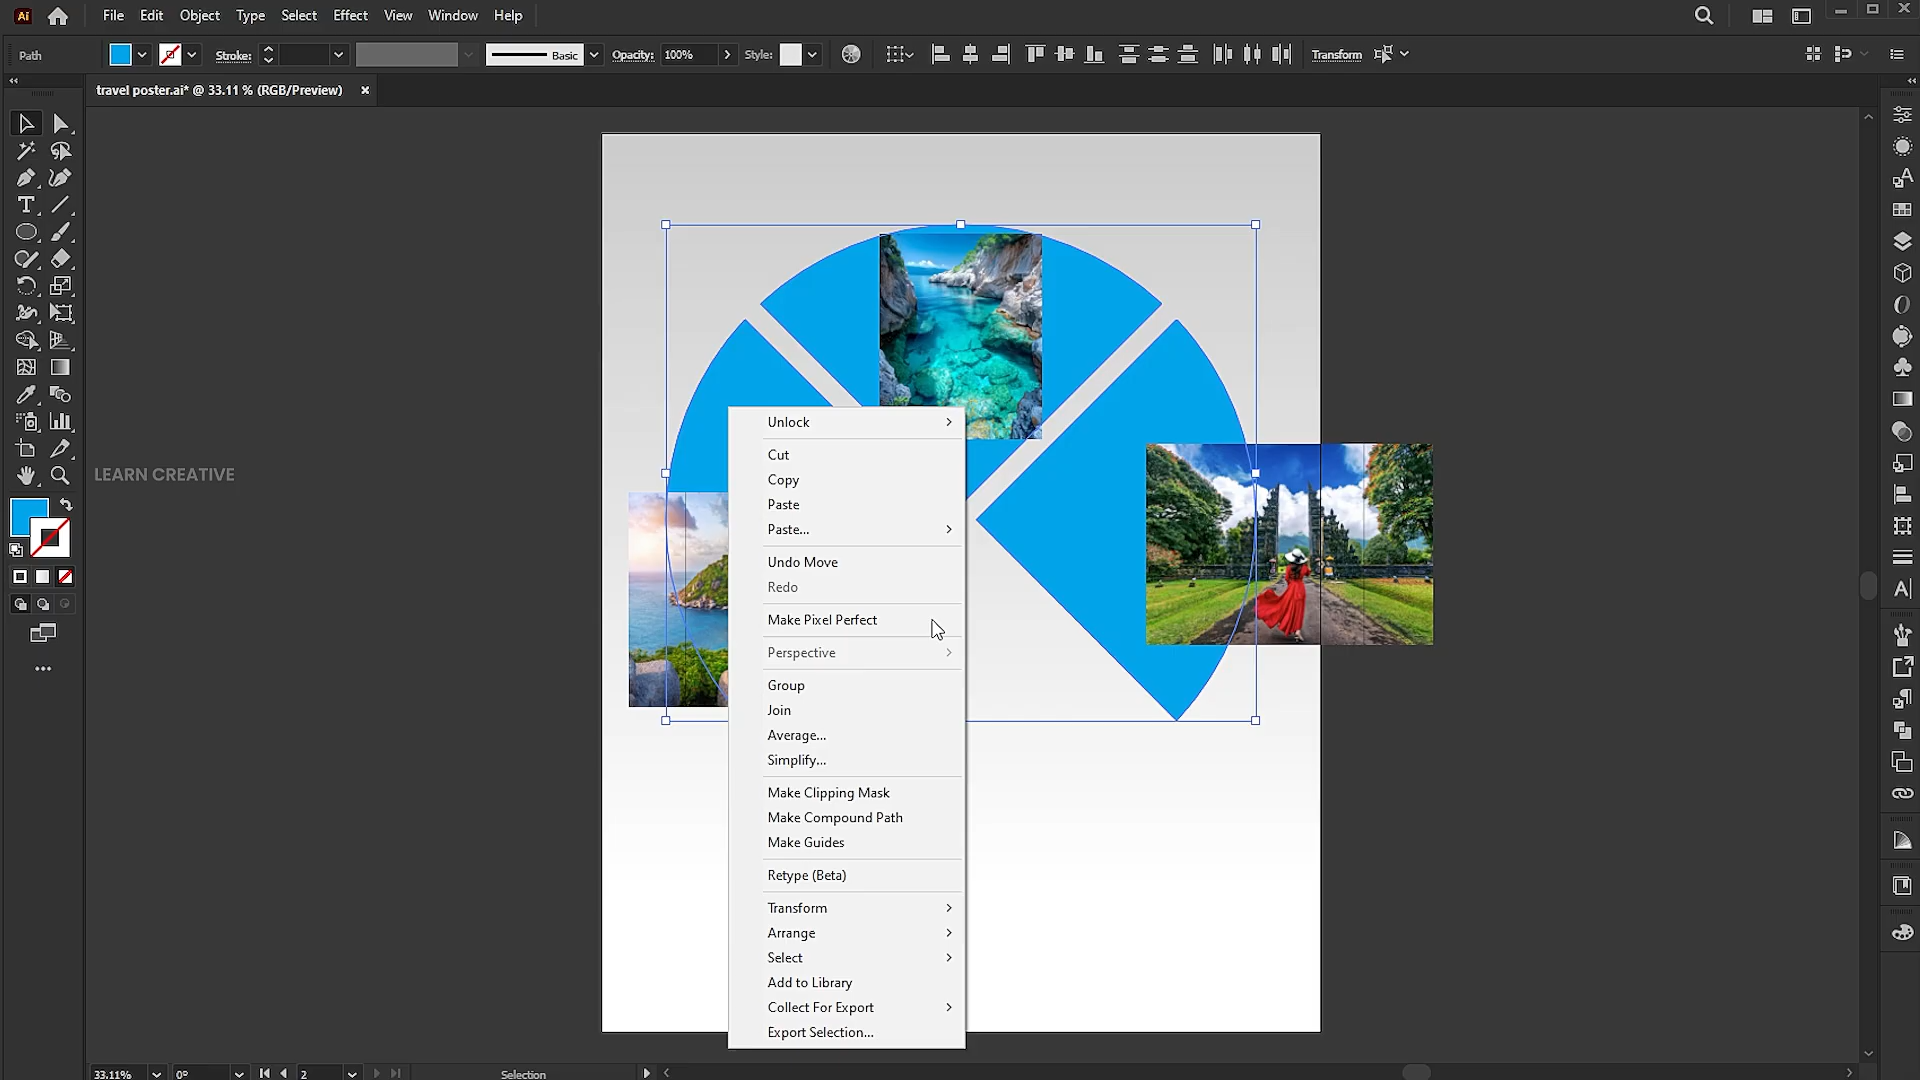 Ai File Edit Object Type Select Effect View Window Help
Path Stroke: Basic Opacity: 100% Style: Transform
travel poster.ai* @ 33.11 % (RGB/Preview)
LEARN CREATIVE
Unlock
Cut
Copy
Paste
Paste...
Undo Move
Redo
Make Pixel Perfect
Perspective
Group
Join
Average...
Simplify...
Make Clipping Mask
Make Compound Path
Make Guides
Retype (Beta)
Transform
Arrange
Select
Add to Library
Collect For Export
Export Selection...
33.11% 0° 2 Selection